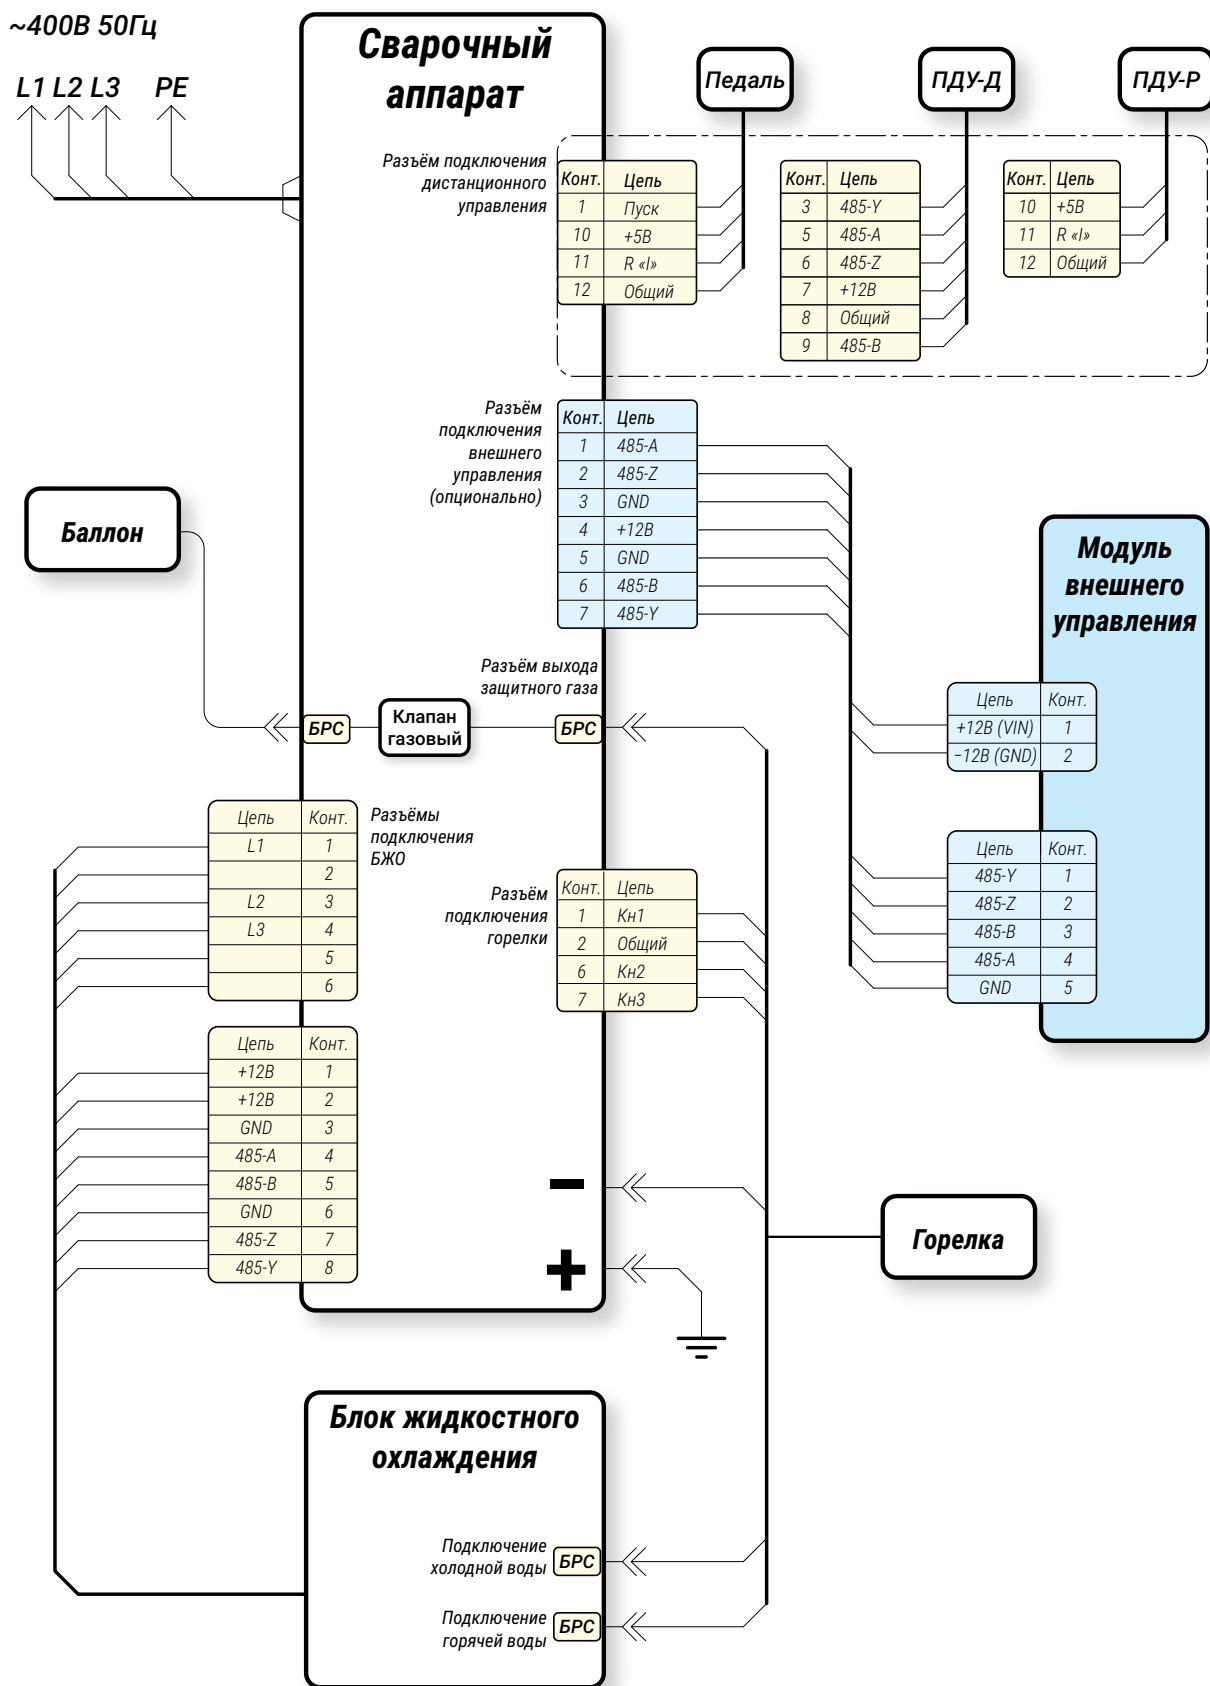 ~400В 50Гц
L1 L2 L3 PE
Сварочный
аппарат
Педаль
ПДУ-Д
ПДУ-Р
Разъём подключения
дистанционного
управления
Конт. Цепь
1 Пуск
10 +5В
11 R «I»
12 Общий
Конт. Цепь
3 485-Y
5 485-A
6 485-Z
7 +12В
8 Общий
9 485-B
Конт. Цепь
10 +5В
11 R «I»
12 Общий
Разъём
подключения
внешнего
управления
(опционально)
Конт. Цепь
1 485-A
2 485-Z
3 GND
4 +12В
5 GND
6 485-B
7 485-Y
Баллон
Модуль
внешнего
управления
Цепь Конт.
+12В (VIN) 1
−12В (GND) 2
Цепь Конт.
485-Y 1
485-Z 2
485-B 3
485-A 4
GND 5
Разъём выхода
защитного газа
БРС
Клапан
газовый
БРС
Разъёмы
подключения
БЖО
Цепь Конт.
L1 1
2
L2 3
L3 4
5
6
Разъём
подключения
горелки
Конт. Цепь
1 Кн1
2 Общий
6 Кн2
7 Кн3
Цепь Конт.
+12В 1
+12В 2
GND 3
485-A 4
485-B 5
GND 6
485-Z 7
485-Y 8
−
+
Горелка
Блок жидкостного
охлаждения
Подключение
холодной воды
БРС
Подключение
горячей воды
БРС